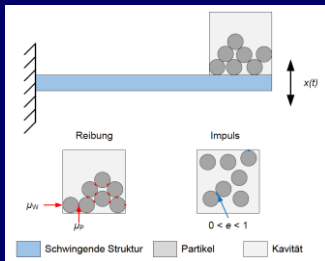 x(t)
Reibung
Impuls
μW
μP
0 < e < 1
Schwingende Struktur
Partikel
Kavität